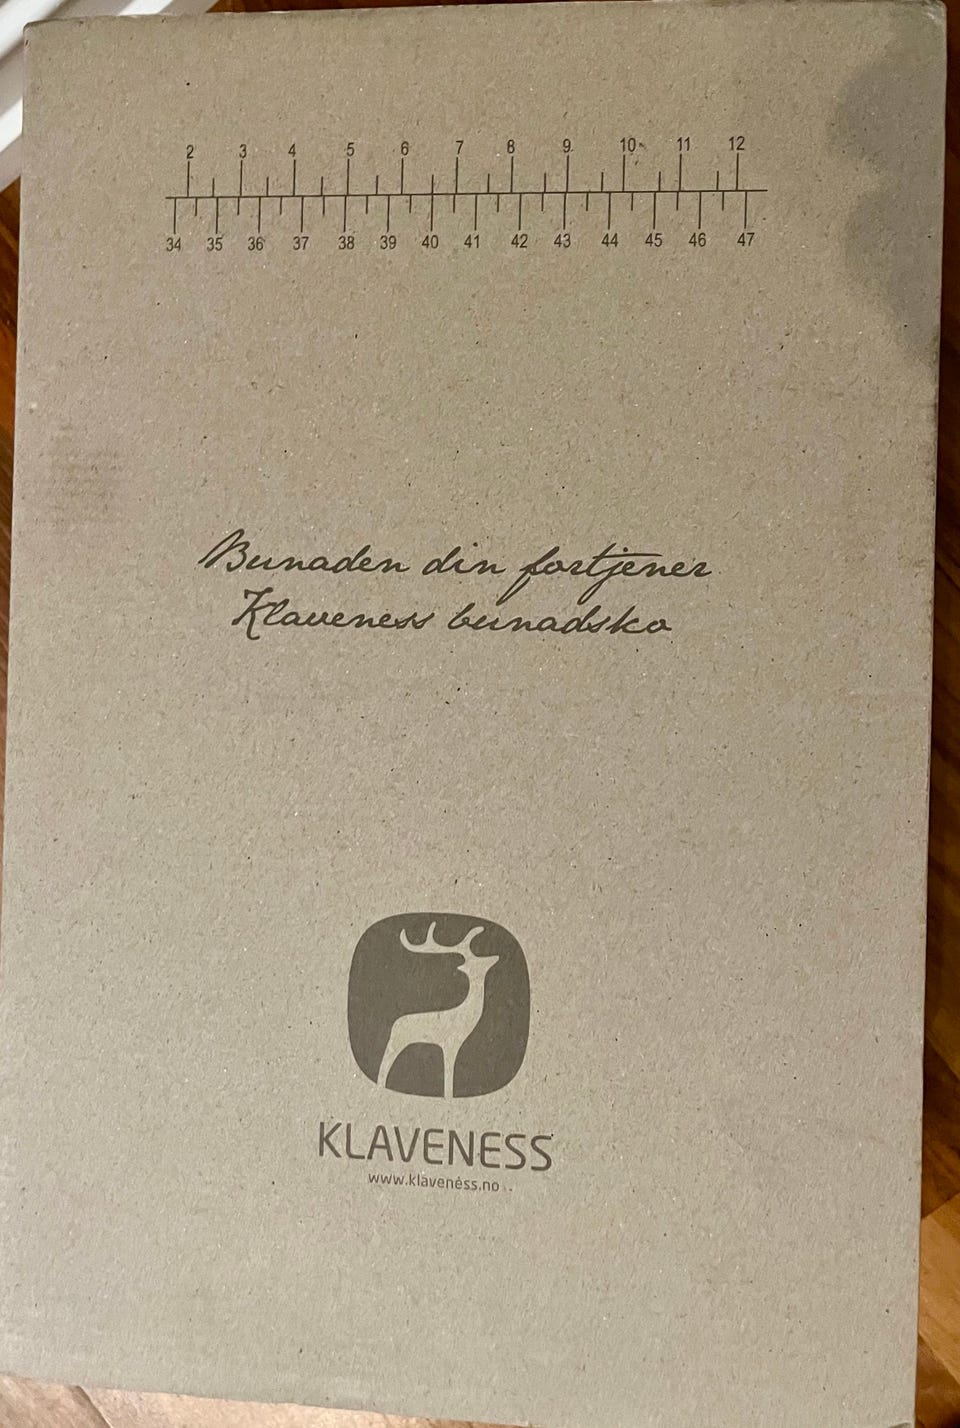 2 3 4 5 6 7 8 9 10 11 12
34 35 36 37 38 39 40 41 42 43 44 45 46 47
Bunaden din fortjener
Klaveness bunadsko
KLAVENESS
www.klaveness.no